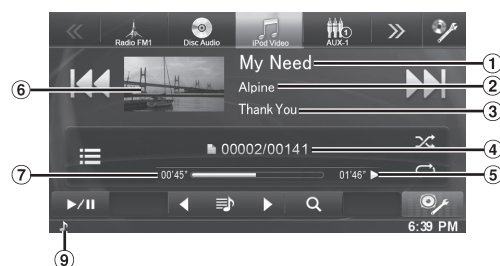 Radio FM1 Disc Audio iPod Video AUX-1
My Need ①
Alpine ②
Thank You ③
⑥
00002/00141 ④
⑦ 00'45" 01'46" ⑤
6:39 PM
⑨